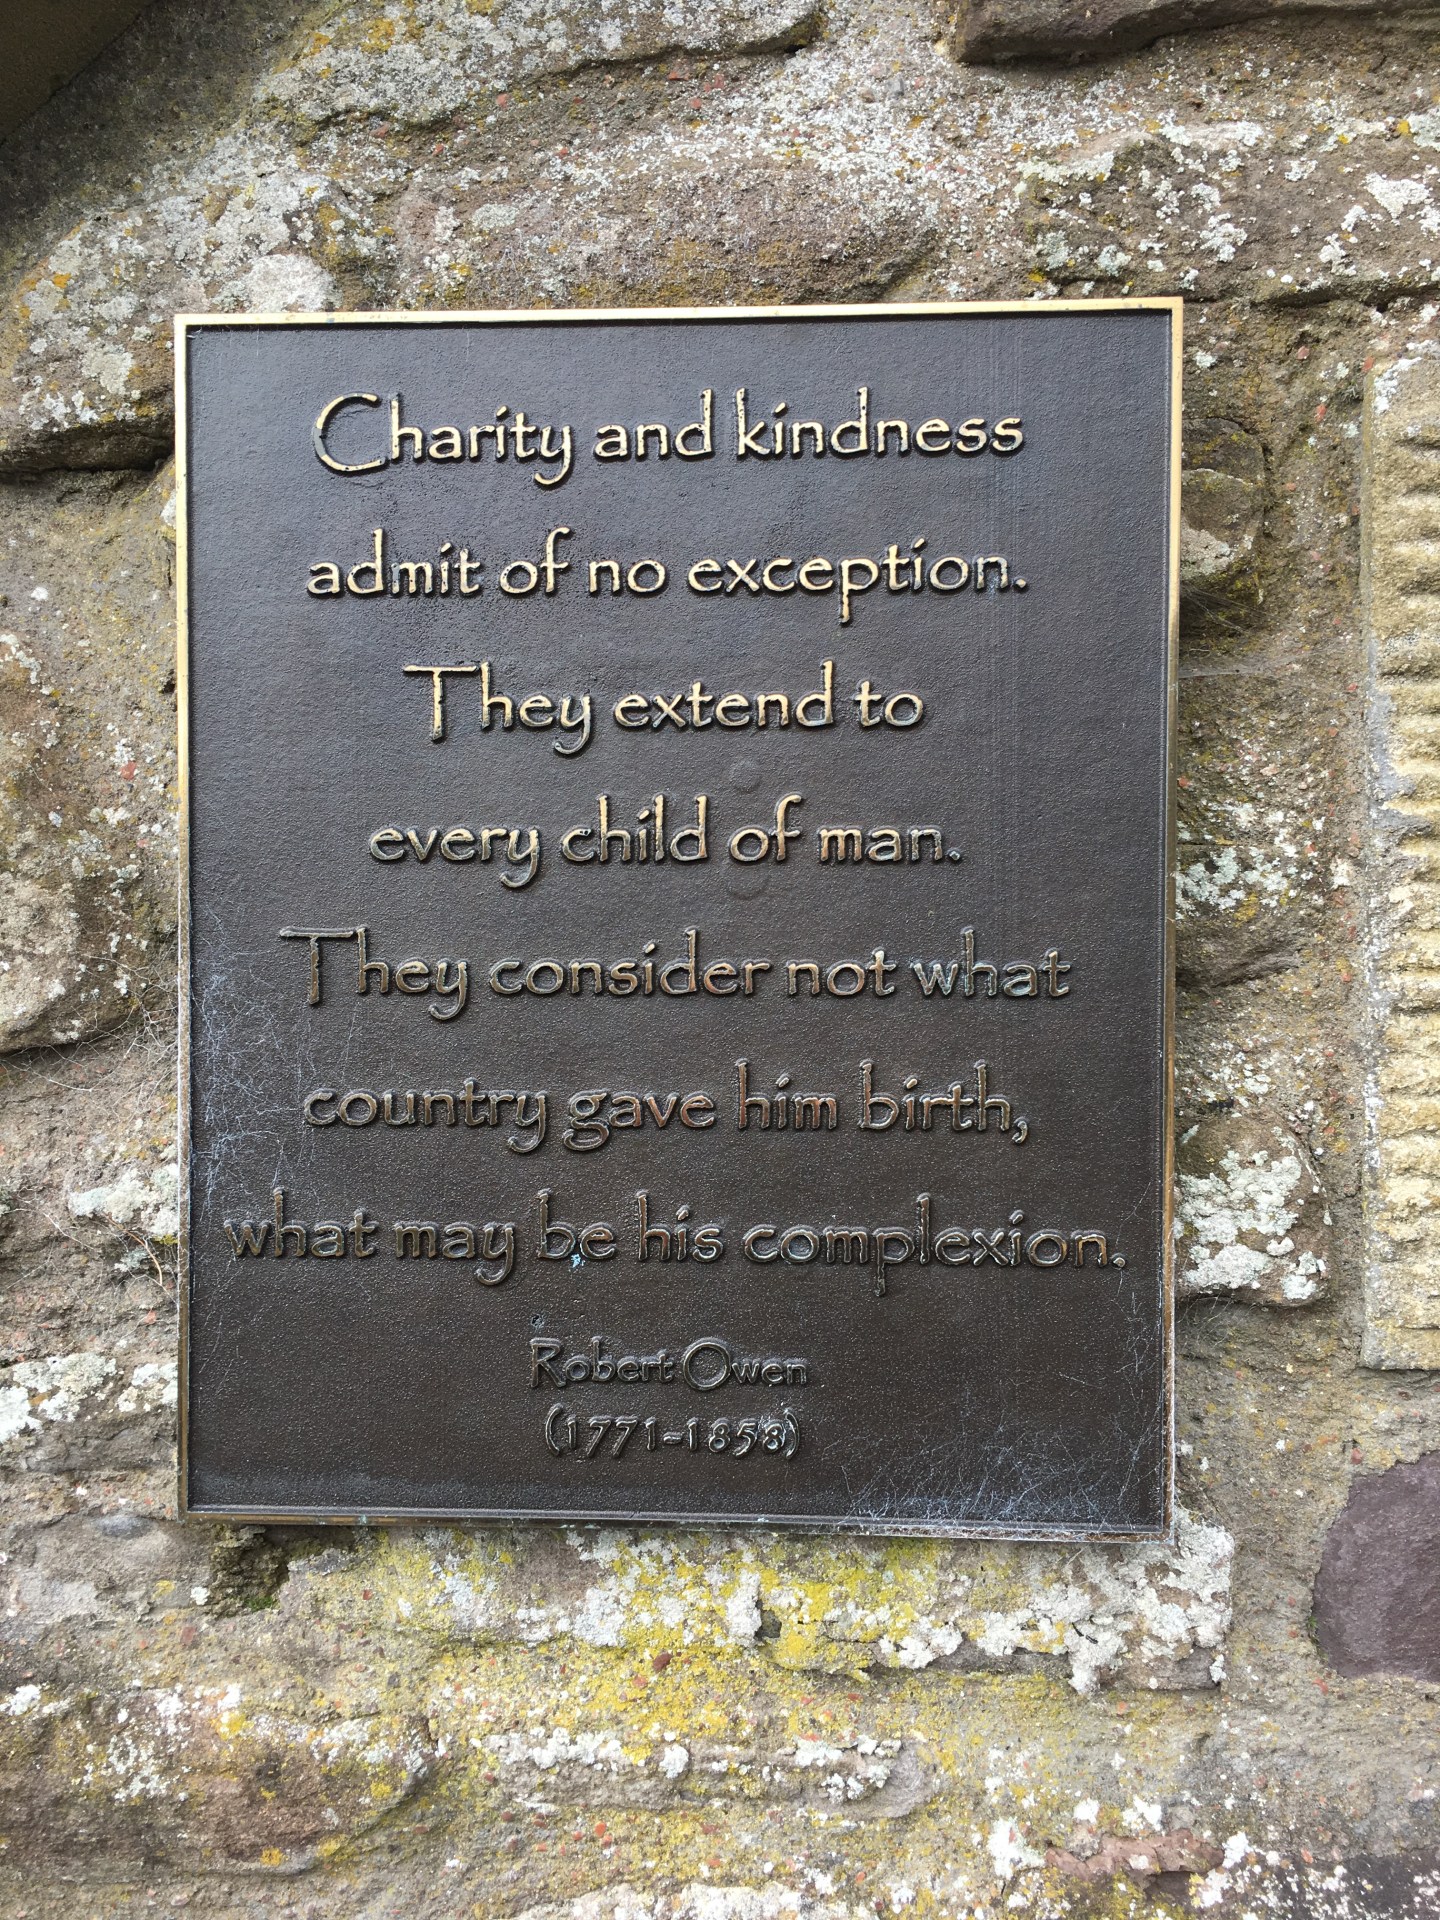 Charity and kindness
admit of no exception.
They extend to
every child of man.
They consider not what
country gave him birth,
what may be his complexion.
Robert Owen
(1771-1858)